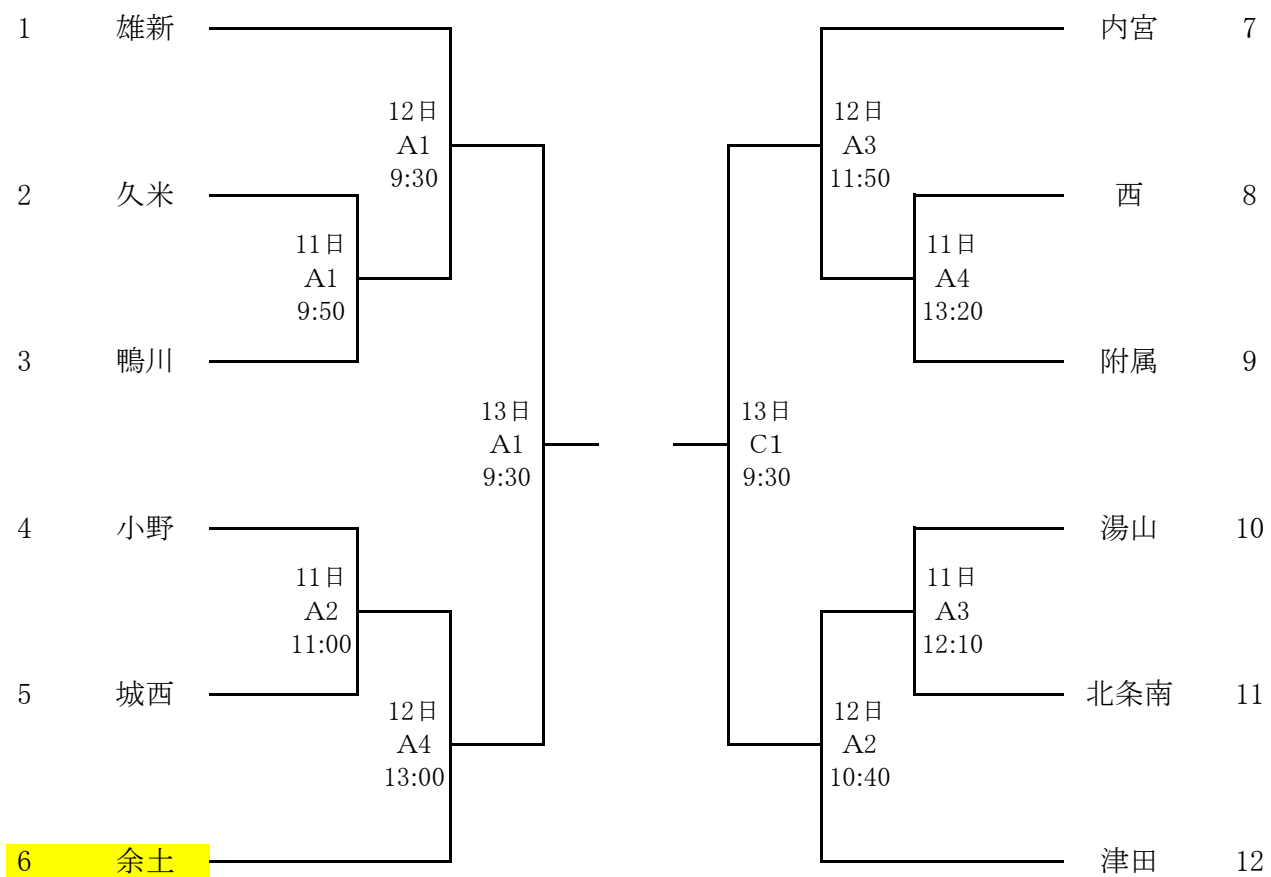 1 雄新
12日
A1
9:30
2 久米
11日
A1
9:50
3 鴨川
13日
A1
9:30
4 小野
11日
A2
11:00
5 城西
12日
A4
13:00
6 余土
内宮 7
12日
A3
11:50
西 8
11日
A4
13:20
附属 9
13日
C1
9:30
湯山 10
11日
A3
12:10
北条南 11
12日
A2
10:40
津田 12